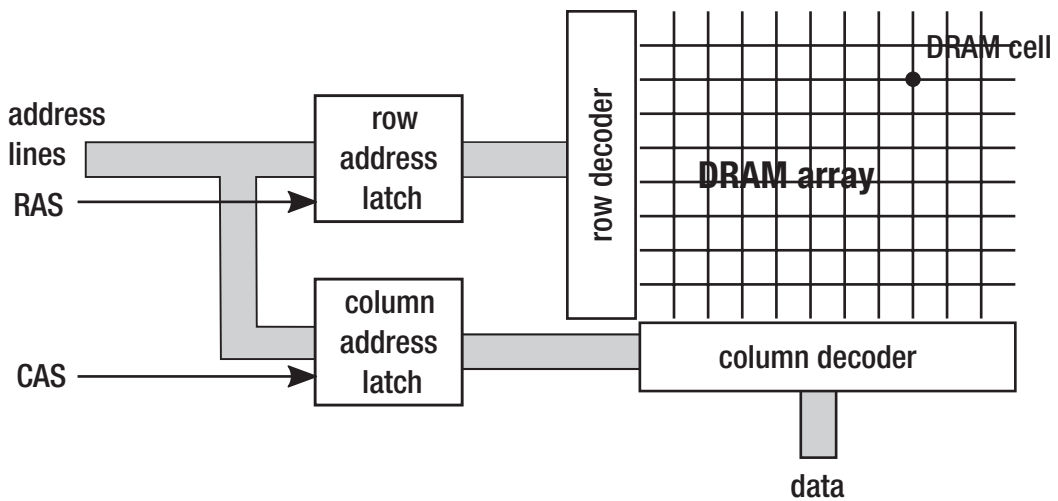 address
lines
RAS
CAS
row
address
latch
column
address
latch
row decoder
DRAM cell
DRAM array
column decoder
data